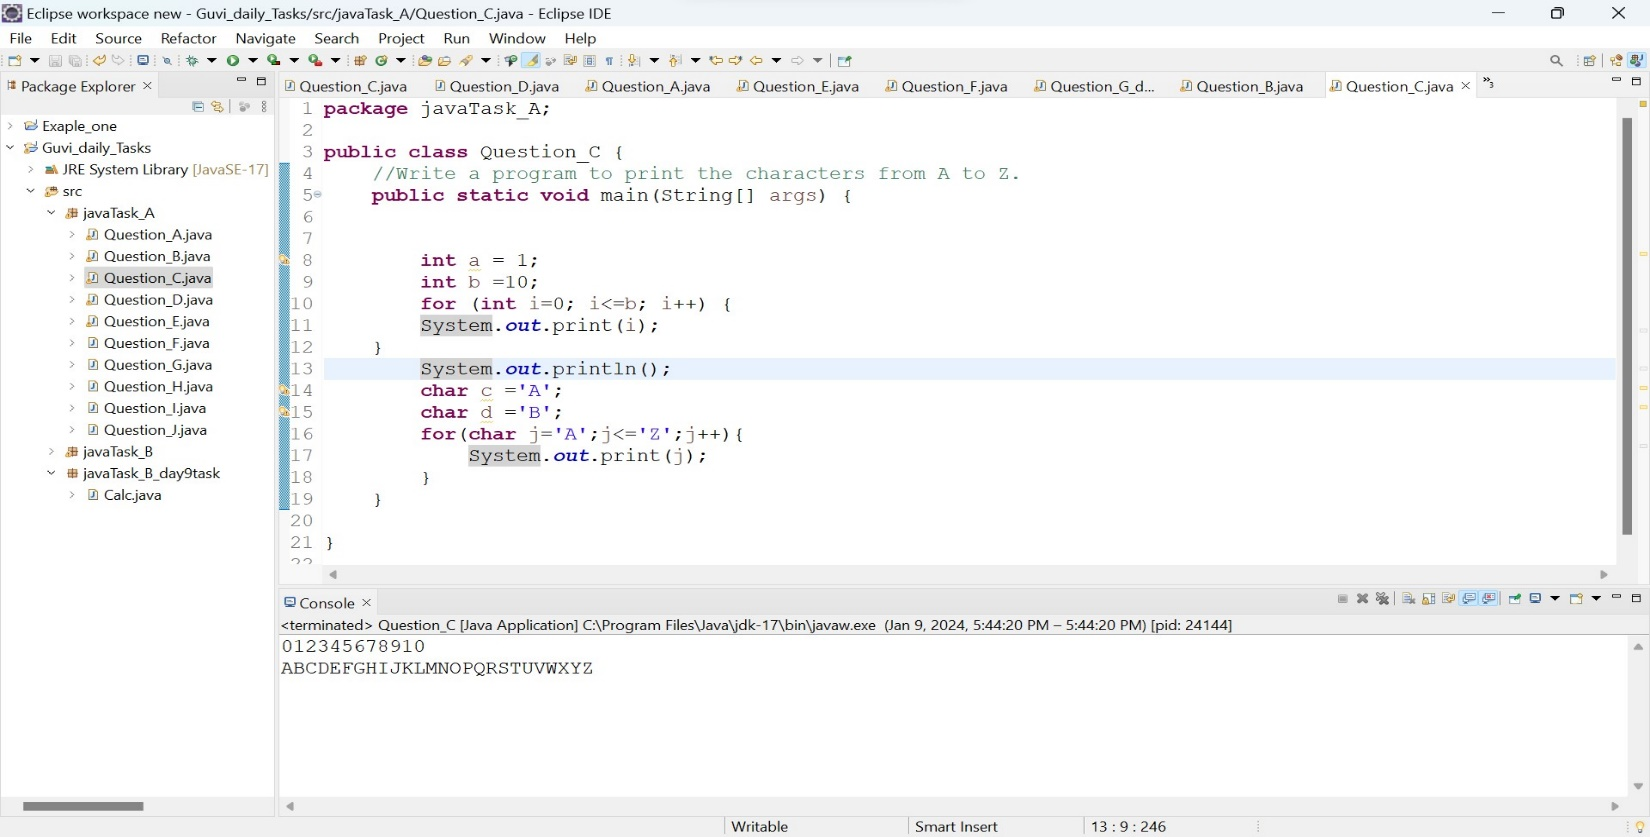 Eclipse workspace new - Guvi_daily_Tasks/src/javaTask_A/Question_C.java - Eclipse IDE
File Edit Source Refactor Navigate Search Project Run Window Help
Package Explorer
Question_C.java Question_D.java Question_A.java Question_E.java Question_F.java Question_G_d... Question_B.java Question_C.java »3
Exaple_one
Guvi_daily_Tasks
JRE System Library [JavaSE-17]
src
javaTask_A
Question_A.java
Question_B.java
Question_C.java
Question_D.java
Question_E.java
Question_F.java
Question_G.java
Question_H.java
Question_I.java
Question_J.java
javaTask_B
javaTask_B_day9task
Calc.java
1 package javaTask_A;
2
3 public class Question_C {
4 //Write a program to print the characters from A to Z.
5 public static void main(String[] args) {
6
7
8 int a = 1;
9 int b =10;
10 for (int i=0; i<=b; i++) {
11 System.out.print(i);
12 }
13 System.out.println();
14 char c ='A';
15 char d ='B';
16 for(char j='A';j<='Z';j++){
17 System.out.print(j);
18 }
19 }
20
21 }
22
Console
<terminated> Question_C [Java Application] C:\Program Files\Java\jdk-17\bin\javaw.exe (Jan 9, 2024, 5:44:20 PM – 5:44:20 PM) [pid: 24144]
012345678910
ABCDEFGHIJKLMNOPQRSTUVWXYZ
Writable Smart Insert 13 : 9 : 246